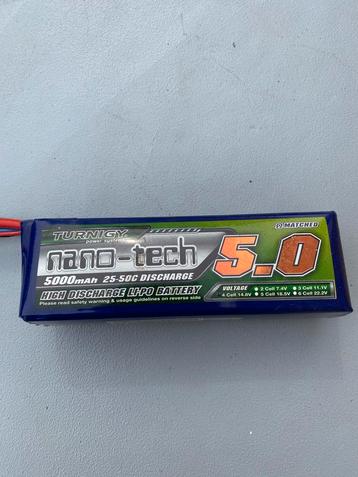 TURNIGY
power systems
Ω MATCHED
nano-tech
5.0
5000mAh 25-50C DISCHARGE
HIGH DISCHARGE LI-PO BATTERY
Please read safety warning & usage guidelines on reverse side
VOLTAGE • 2 Cell 7.4V • 3 Cell 11.1V
• 4 Cell 14.8V • 5 Cell 18.5V • 6 Cell 22.2V